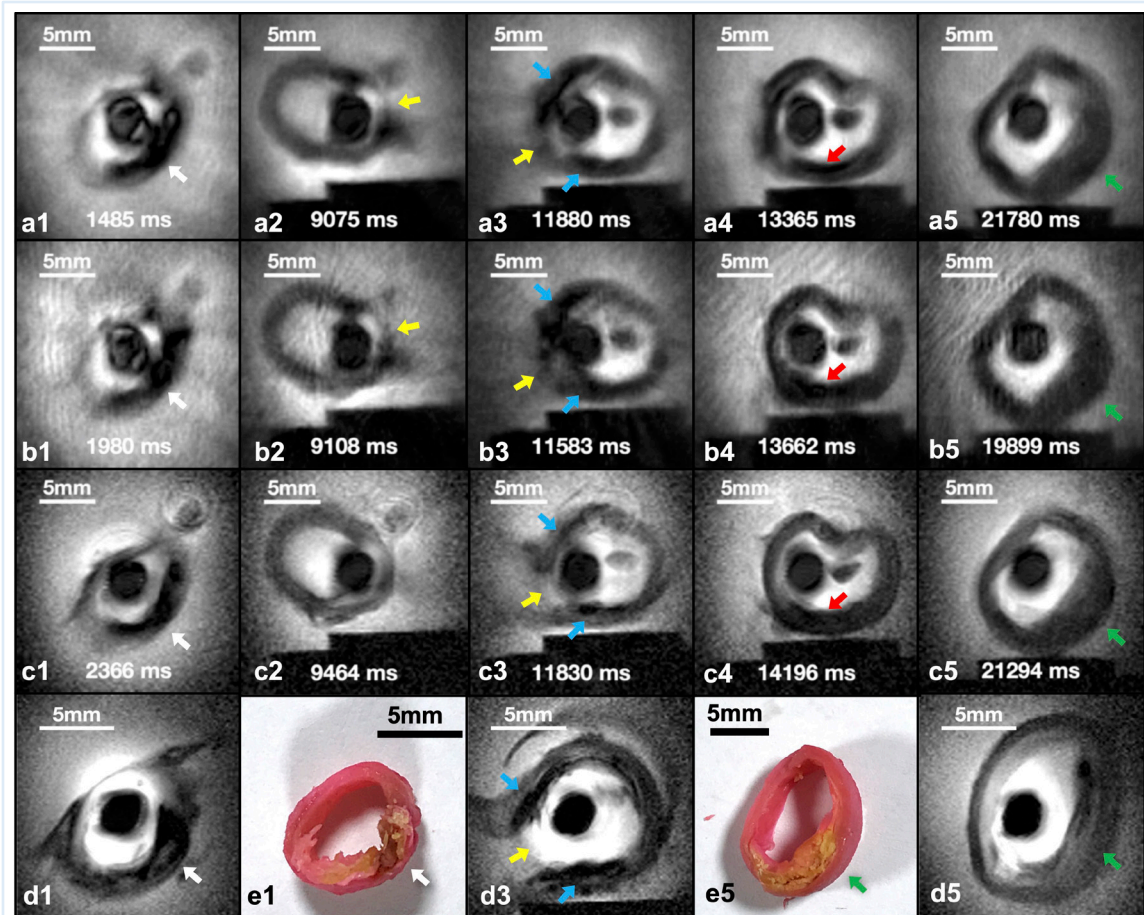 5mm
1485 ms
a1
5mm
9075 ms
a2
5mm
11880 ms
a3
5mm
13365 ms
a4
5mm
21780 ms
a5
5mm
1980 ms
b1
5mm
9108 ms
b2
5mm
11583 ms
b3
5mm
13662 ms
b4
5mm
19899 ms
b5
5mm
2366 ms
c1
5mm
9464 ms
c2
5mm
11830 ms
c3
5mm
14196 ms
c4
5mm
21294 ms
c5
5mm
d1
5mm
e1
5mm
d3
5mm
e5
5mm
d5